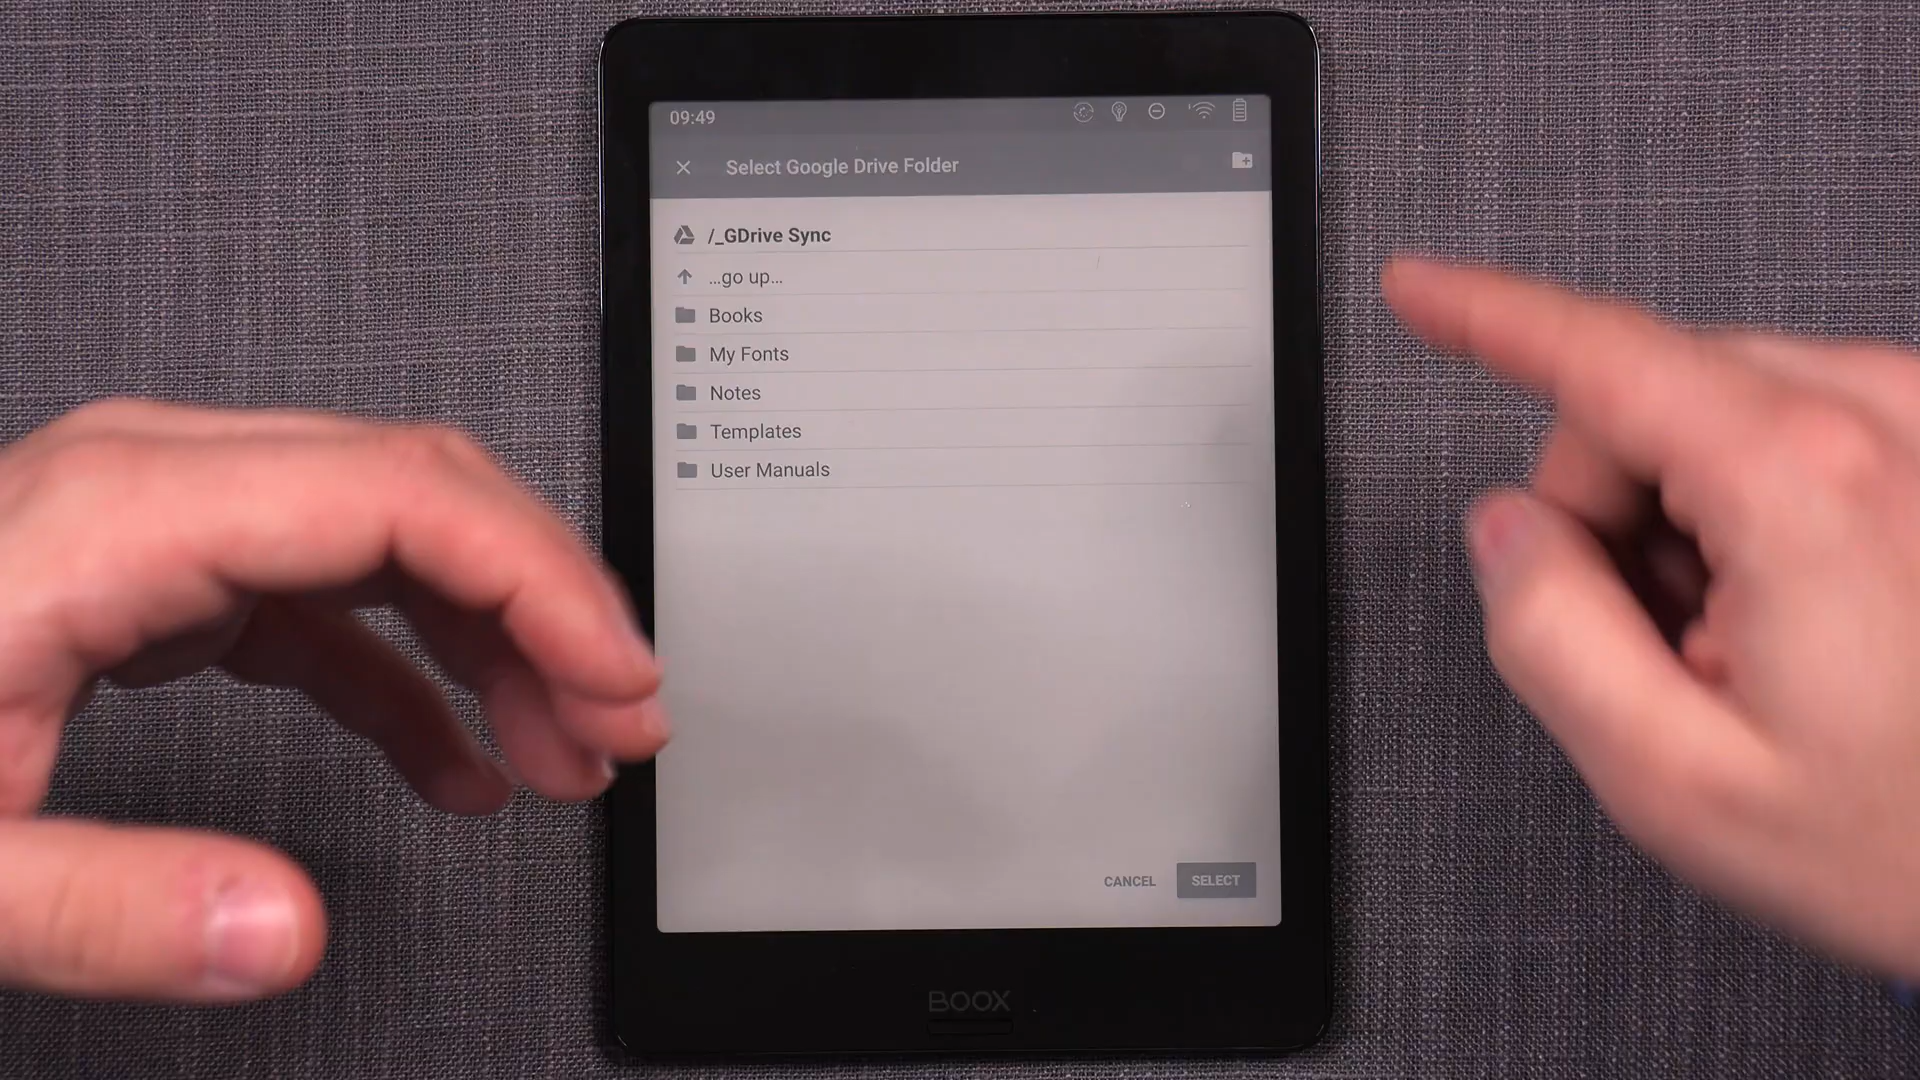 09:49
Select Google Drive Folder
/_GDrive Sync
...go up...
Books
My Fonts
Notes
Templates
User Manuals
CANCEL SELECT
BOOX